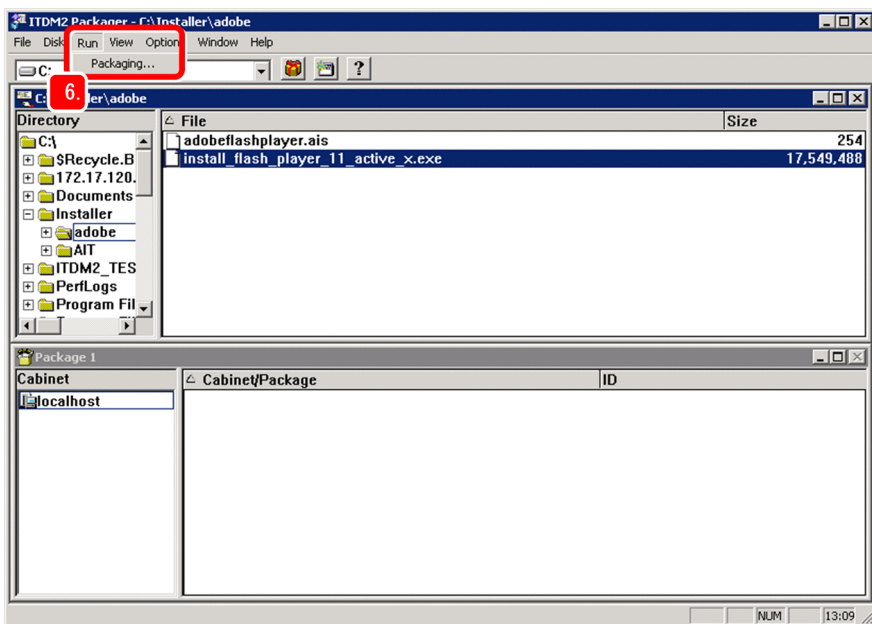 ITDM2 Packager - C:\Installer\adobe
File Disk Run View Option Window Help
Packaging...
C:
?
6.
C: ler\adobe
Directory
File
Size
C:\
$Recycle.B
172.17.120.
Documents
Installer
adobe
AIT
ITDM2_TES
PerfLogs
Program Fil
adobeflashplayer.ais 254
install_flash_player_11_active_x.exe 17,549,488
Package 1
Cabinet
Cabinet/Package
ID
localhost
NUM 13:09